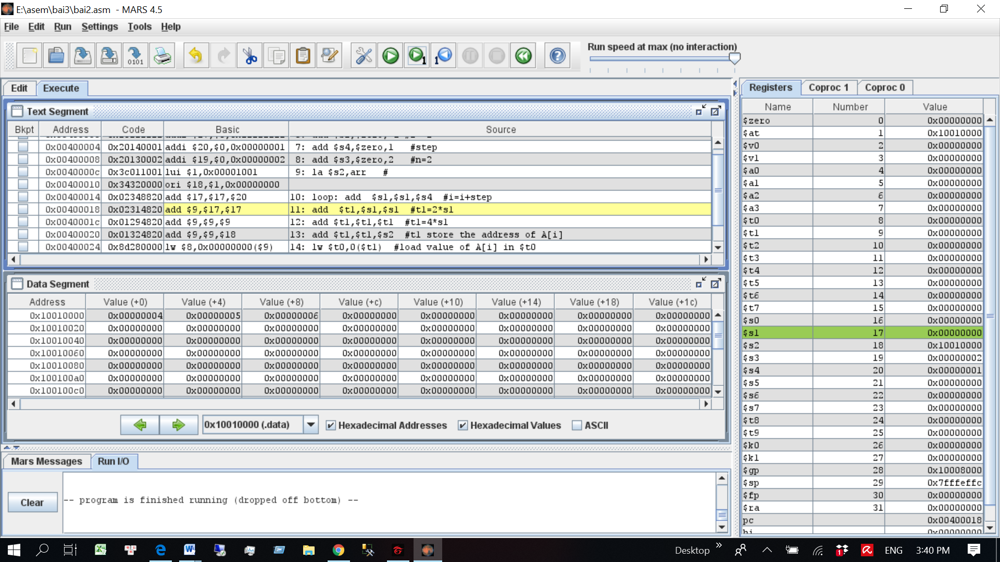 E:\asem\bai3\bai2.asm - MARS 4.5
File Edit Run Settings Tools Help
Run speed at max (no interaction)
Edit Execute
Text Segment
Bkpt Address Code Basic Source
0x00400004 0x20140001 addi $20,$0,0x00000001 7: add $s4,$zero,1 #step
0x00400008 0x20130002 addi $19,$0,0x00000002 8: add $s3,$zero,2 #n=2
0x0040000c 0x3c011001 lui $1,0x00001001 9: la $s2,arr #
0x00400010 0x34320000 ori $18,$1,0x00000000
0x00400014 0x02348820 add $17,$17,$20 10: loop: add $s1,$s1,$s4 #i=i+step
0x00400018 0x02314820 add $9,$17,$17 11: add $t1,$s1,$s1 #t1=2*s1
0x0040001c 0x01294820 add $9,$9,$9 12: add $t1,$t1,$t1 #t1=4*s1
0x00400020 0x01324820 add $9,$9,$18 13: add $t1,$t1,$s2 #t1 store the address of A[i]
0x00400024 0x8d280000 lw $8,0x00000000($9) 14: lw $t0,0($t1) #load value of A[i] in $t0
Data Segment
Address Value (+0) Value (+4) Value (+8) Value (+c) Value (+10) Value (+14) Value (+18) Value (+1c)
0x10010000 0x00000004 0x00000005 0x00000006 0x00000000 0x00000000 0x00000000 0x00000000 0x00000000
0x10010020 0x00000000 0x00000000 0x00000000 0x00000000 0x00000000 0x00000000 0x00000000 0x00000000
0x10010040 0x00000000 0x00000000 0x00000000 0x00000000 0x00000000 0x00000000 0x00000000 0x00000000
0x10010060 0x00000000 0x00000000 0x00000000 0x00000000 0x00000000 0x00000000 0x00000000 0x00000000
0x10010080 0x00000000 0x00000000 0x00000000 0x00000000 0x00000000 0x00000000 0x00000000 0x00000000
0x100100a0 0x00000000 0x00000000 0x00000000 0x00000000 0x00000000 0x00000000 0x00000000 0x00000000
0x100100c0 0x00000000 0x00000000 0x00000000 0x00000000 0x00000000 0x00000000 0x00000000 0x00000000
0x10010000 (.data) Hexadecimal Addresses Hexadecimal Values ASCII
Mars Messages Run I/O
Clear
-- program is finished running (dropped off bottom) --
Registers Coproc 1 Coproc 0
Name Number Value
$zero 0 0x00000000
$at 1 0x10010000
$v0 2 0x00000000
$v1 3 0x00000000
$a0 4 0x00000000
$a1 5 0x00000000
$a2 6 0x00000000
$a3 7 0x00000000
$t0 8 0x00000000
$t1 9 0x00000000
$t2 10 0x00000000
$t3 11 0x00000000
$t4 12 0x00000000
$t5 13 0x00000000
$t6 14 0x00000000
$t7 15 0x00000000
$s0 16 0x00000000
$s1 17 0x00000000
$s2 18 0x10010000
$s3 19 0x00000002
$s4 20 0x00000001
$s5 21 0x00000000
$s6 22 0x00000000
$s7 23 0x00000000
$t8 24 0x00000000
$t9 25 0x00000000
$k0 26 0x00000000
$k1 27 0x00000000
$gp 28 0x10008000
$sp 29 0x7fffeffc
$fp 30 0x00000000
$ra 31 0x00000000
pc 0x00400018
hi 0x00000000
Desktop ENG 3:40 PM